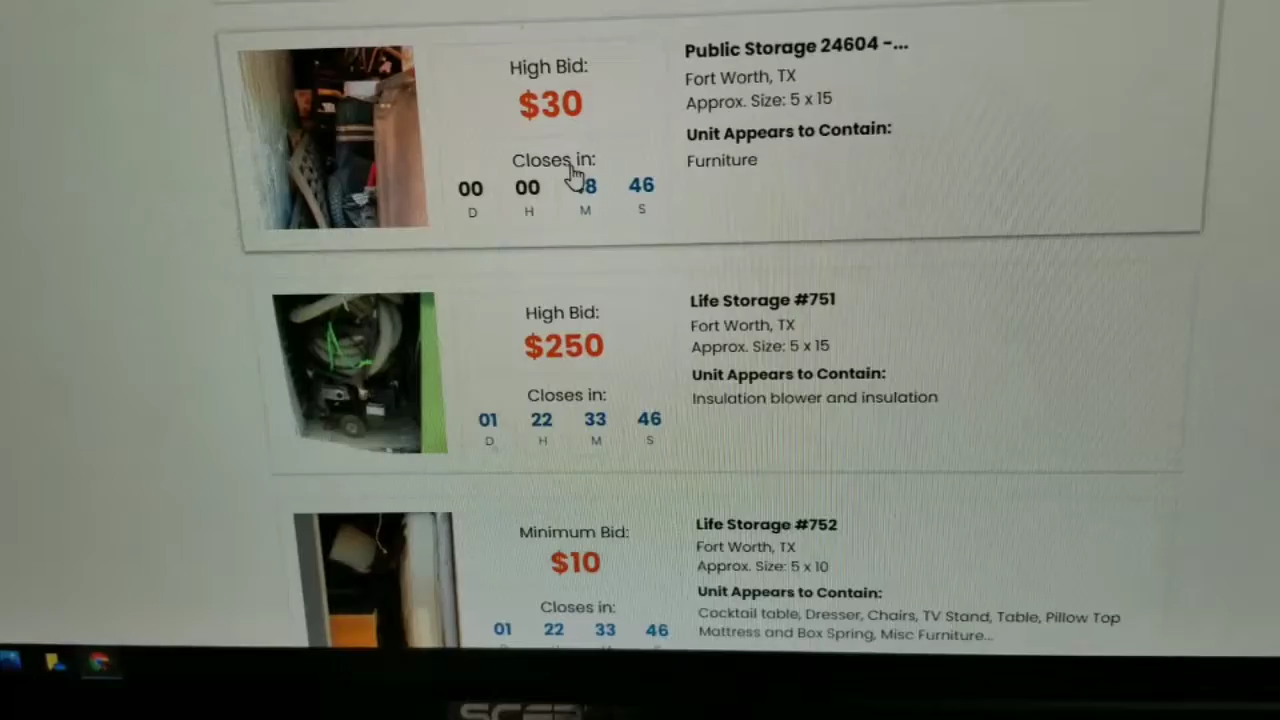 High Bid:
$30
Closes in:
00 00 8 46
D H M S
Public Storage 24604 -...
Fort Worth, TX
Approx. Size: 5 x 15
Unit Appears to Contain:
Furniture
High Bid:
$250
Closes in:
01 22 33 46
D H M S
Life Storage #751
Fort Worth, TX
Approx. Size: 5 x 15
Unit Appears to Contain:
Insulation blower and insulation
Minimum Bid:
$10
Closes in:
01 22 33 46
Life Storage #752
Fort Worth, TX
Approx. Size: 5 x 10
Unit Appears to Contain:
Cocktail table, Dresser, Chairs, TV Stand, Table, Pillow Top
Mattress and Box Spring, Misc Furniture...